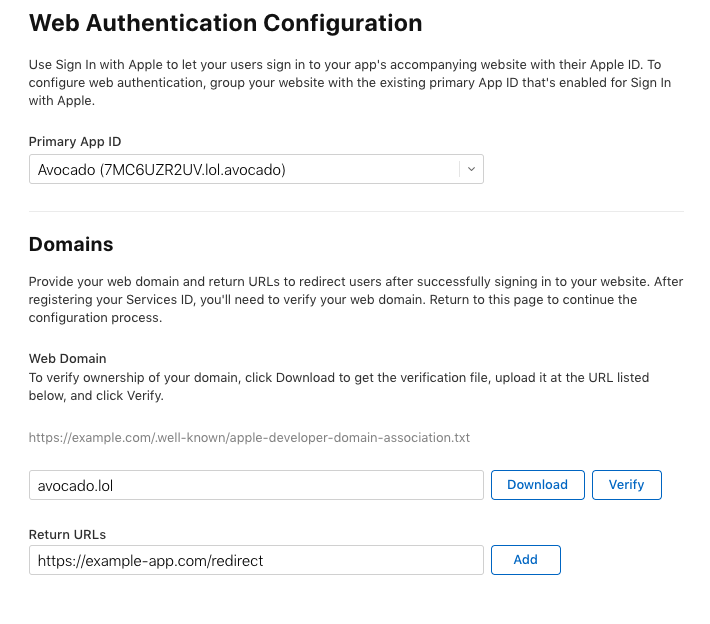 Web Authentication Configuration
Use Sign In with Apple to let your users sign in to your app's accompanying website with their Apple ID. To
configure web authentication, group your website with the existing primary App ID that's enabled for Sign In
with Apple.
Primary App ID
Avocado (7MC6UZR2UV.lol.avocado)
Domains
Provide your web domain and return URLs to redirect users after successfully signing in to your website. After
registering your Services ID, you'll need to verify your web domain. Return to this page to continue the
configuration process.
Web Domain
To verify ownership of your domain, click Download to get the verification file, upload it at the URL listed
below, and click Verify.
https://example.com/.well-known/apple-developer-domain-association.txt
avocado.lol Download Verify
Return URLs
https://example-app.com/redirect Add